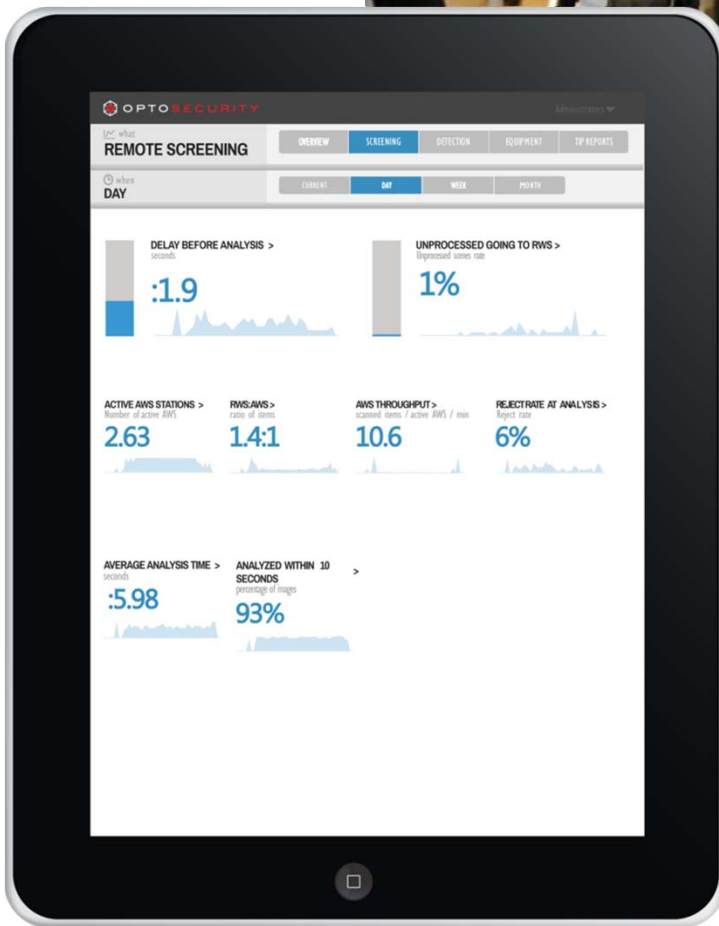 OPTOSECURITY
Administrators
what
REMOTE SCREENING
OVERVIEW SCREENING DETECTION EQUIPMENT TIP REPORTS
when
DAY
CURRENT DAY WEEK MONTH
DELAY BEFORE ANALYSIS >
seconds
:1.9
UNPROCESSED GOING TO RWS >
Unprocessed scenes rate
1%
ACTIVE AWS STATIONS >
Number of active AWS
2.63
RWS:AWS >
ratio of items
1.4:1
AWS THROUGHPUT >
scanned items / active AWS / min
10.6
REJECT RATE AT ANALYSIS >
Reject rate
6%
AVERAGE ANALYSIS TIME >
seconds
:5.98
ANALYZED WITHIN 10
SECONDS >
percentage of images
93%